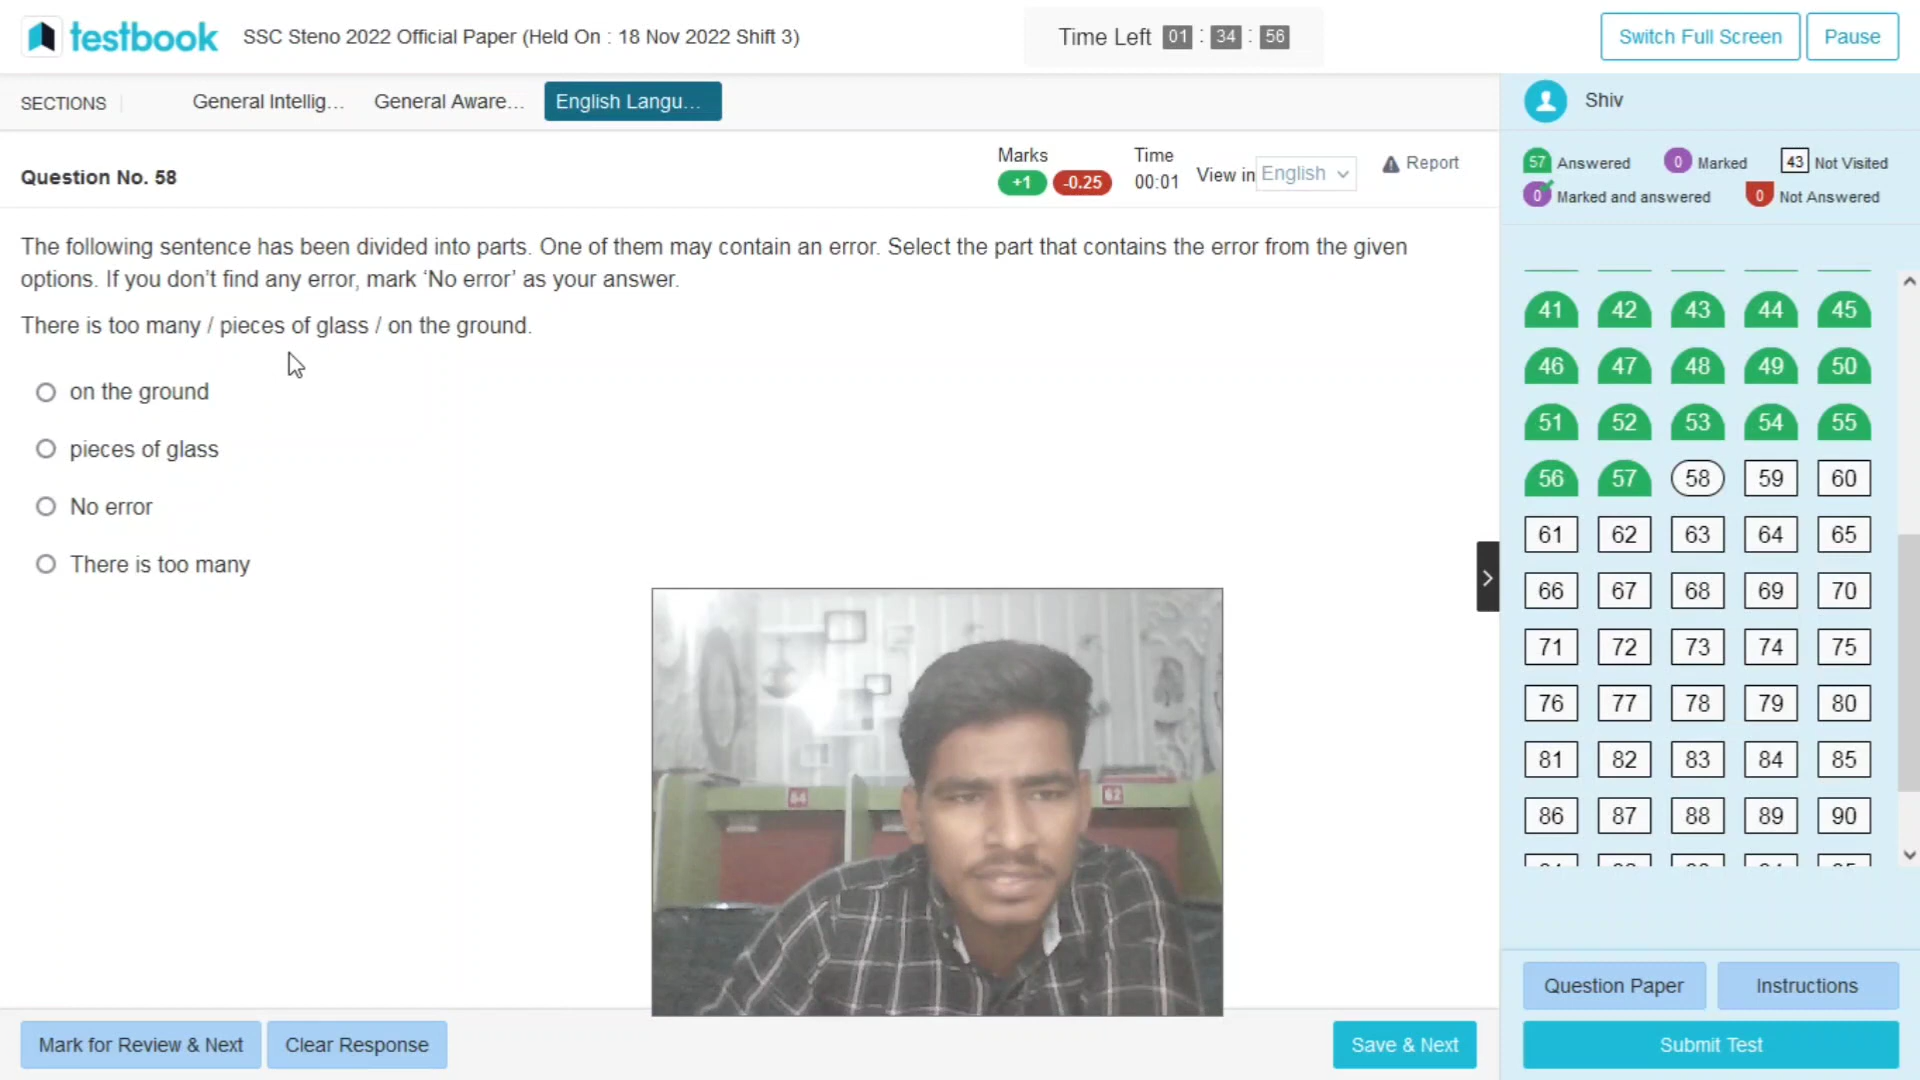 testbook
SSC Steno 2022 Official Paper (Held On : 18 Nov 2022 Shift 3)
Time Left 01 : 34 : 56
Switch Full Screen
Pause
SECTIONS
General Intellig...
General Aware...
English Langu...
Shiv
Question No. 58
Marks
+1
-0.25
Time
00:01
View in English
Report
57 Answered
0 Marked
43 Not Visited
0 Marked and answered
0 Not Answered
The following sentence has been divided into parts. One of them may contain an error. Select the part that contains the error from the given
options. If you don’t find any error, mark ‘No error’ as your answer.
There is too many / pieces of glass / on the ground.
on the ground
pieces of glass
No error
There is too many
41 42 43 44 45
46 47 48 49 50
51 52 53 54 55
56 57 58 59 60
61 62 63 64 65
66 67 68 69 70
71 72 73 74 75
76 77 78 79 80
81 82 83 84 85
86 87 88 89 90
64
62
Question Paper
Instructions
Mark for Review & Next
Clear Response
Save & Next
Submit Test